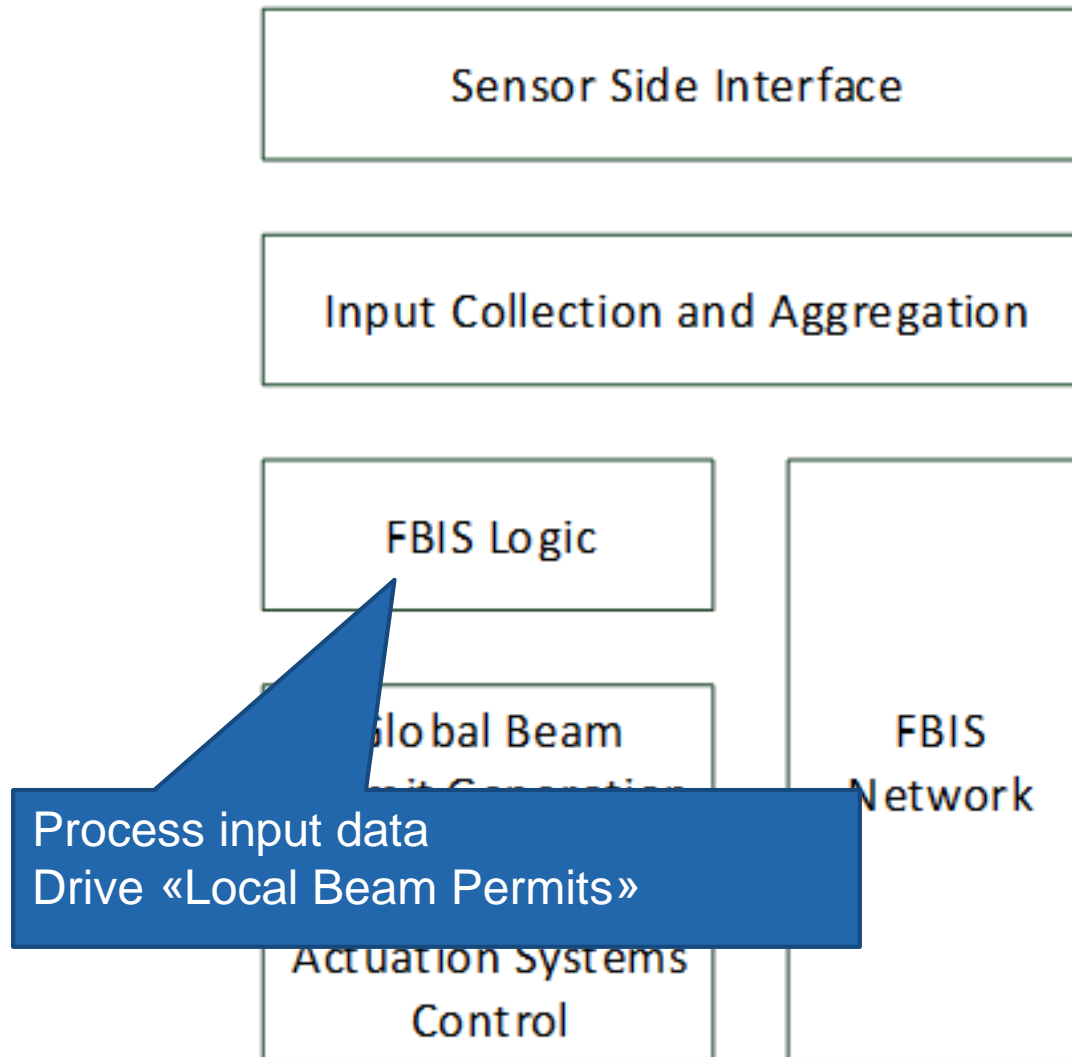 Sensor Side Interface
Input Collection and Aggregation
FBIS Logic
Global Beam
Generation
FBIS
Network
Process input data
Drive «Local Beam Permits»
Actuation Systems
Control